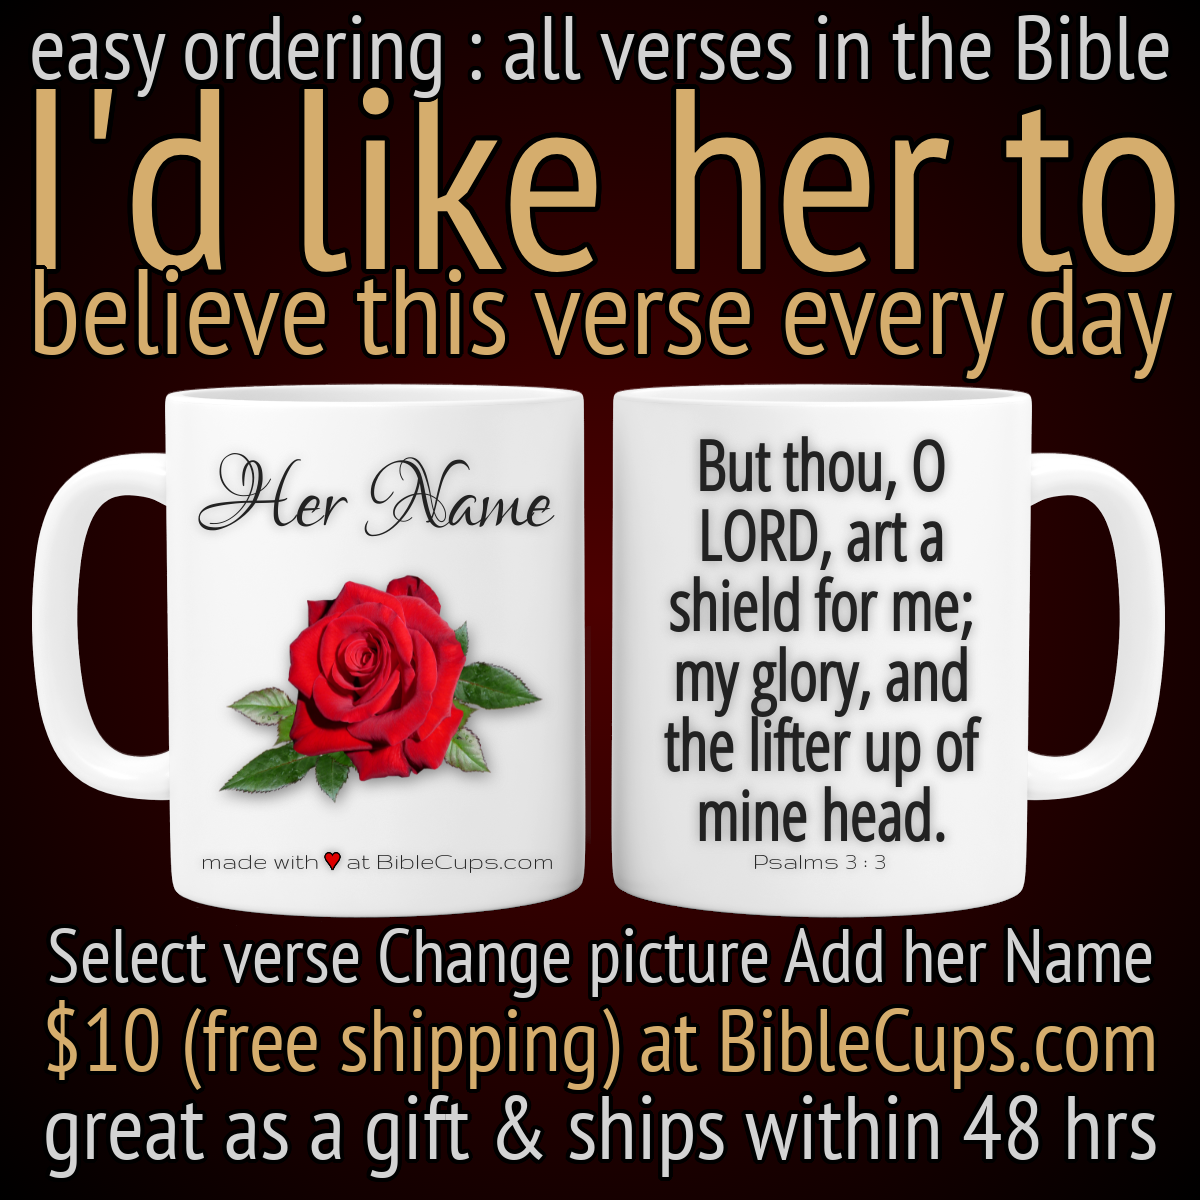 easy ordering : all verses in the Bible
I'd like her to
believe this verse every day
Her Name
made with at BibleCups.com
But thou, O
LORD, art a
shield for me;
my glory, and
the lifter up of
mine head.
Psalms 3 : 3
Select verse Change picture Add her Name
$10 (free shipping) at BibleCups.com
great as a gift & ships within 48 hrs